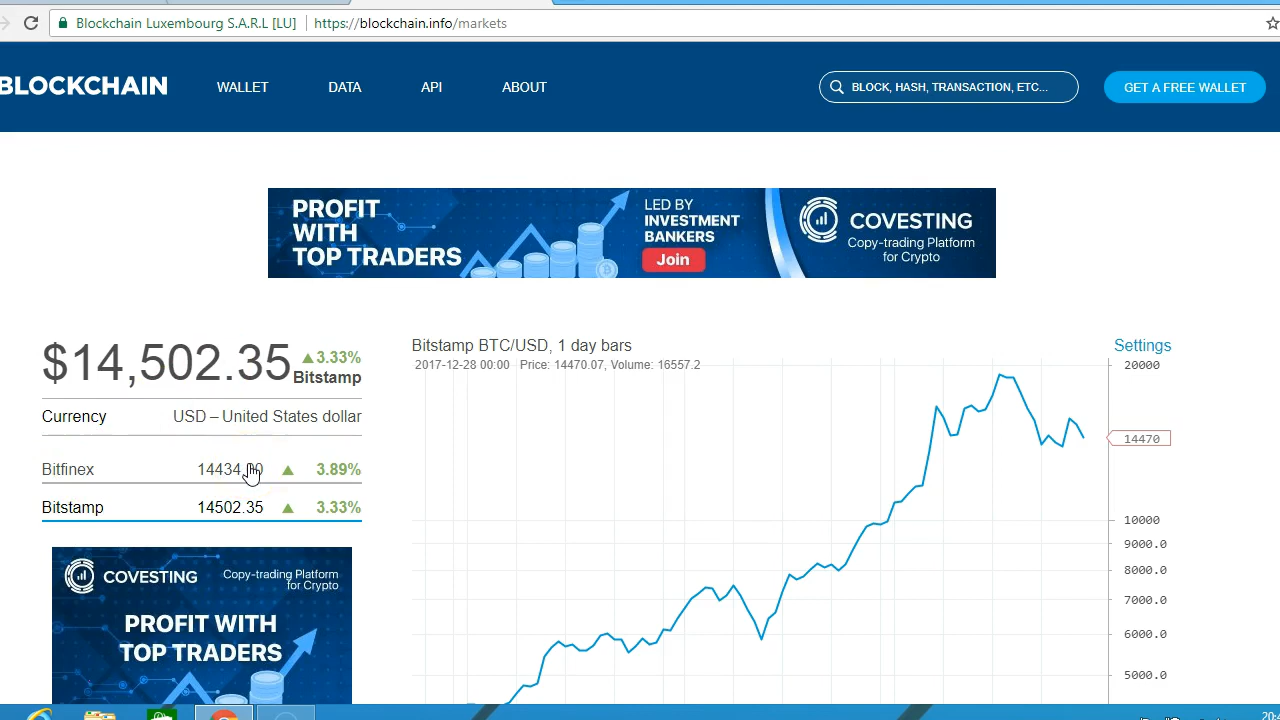 Blockchain Luxembourg S.A.R.L [LU]
https://blockchain.info/markets
BLOCKCHAIN
WALLET
DATA
API
ABOUT
BLOCK, HASH, TRANSACTION, ETC...
GET A FREE WALLET
PROFIT
WITH
TOP TRADERS
LED BY
INVESTMENT
BANKERS
Join
COVESTING
Copy-trading Platform
for Crypto
$14,502.35
3.33%
Bitstamp
Currency USD – United States dollar
Bitfinex 3.89%
Bitstamp 14502.35 3.33%
COVESTING
Copy-trading Platform
for Crypto
PROFIT WITH
TOP TRADERS
Bitstamp BTC/USD, 1 day bars
Settings
2017-12-28 00:00 Price: 14470.07, Volume: 16557.2
20000
14470
10000
9000.0
8000.0
7000.0
6000.0
5000.0